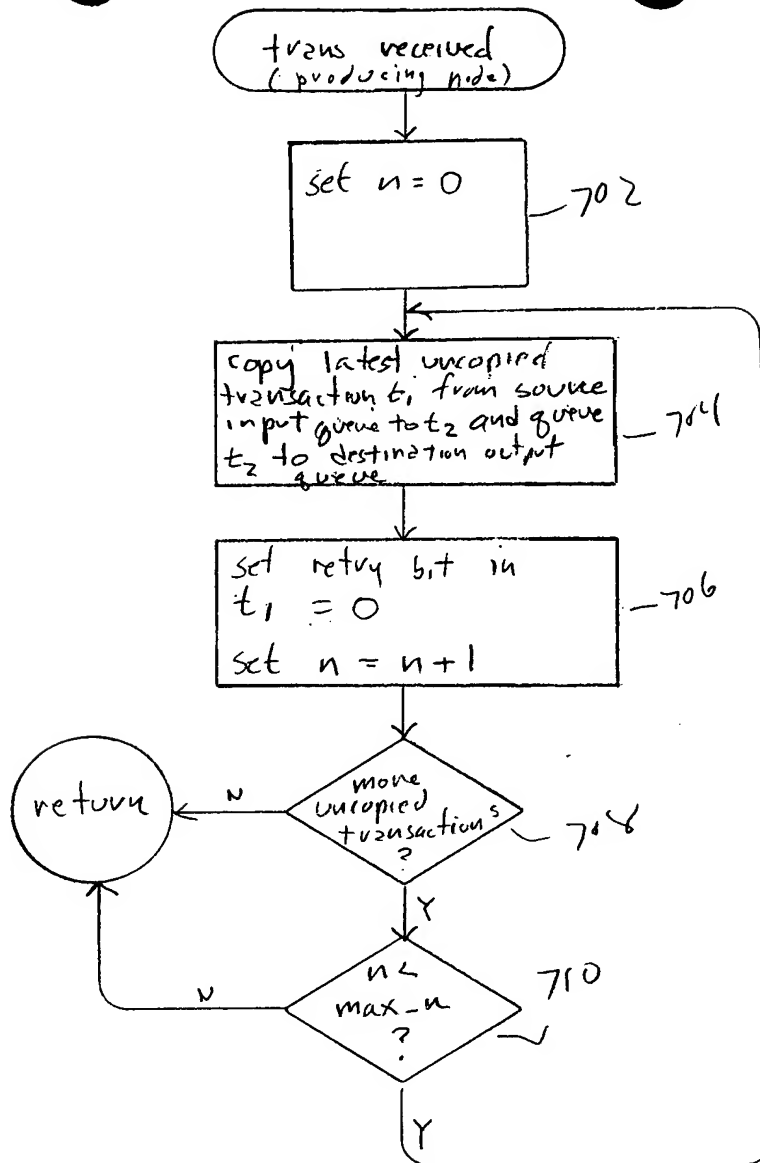 trans received
(producing node)
set n = 0
702
copy latest uncopied
transaction t₁ from source
input queue to t₂ and queue
t₂ to destination output
queue
704
set retry bit in
t₁ = 0
set n = n+1
706
more
uncopied
transactions
?
708
N
return
Y
n <
max_n
?
710
N
Y